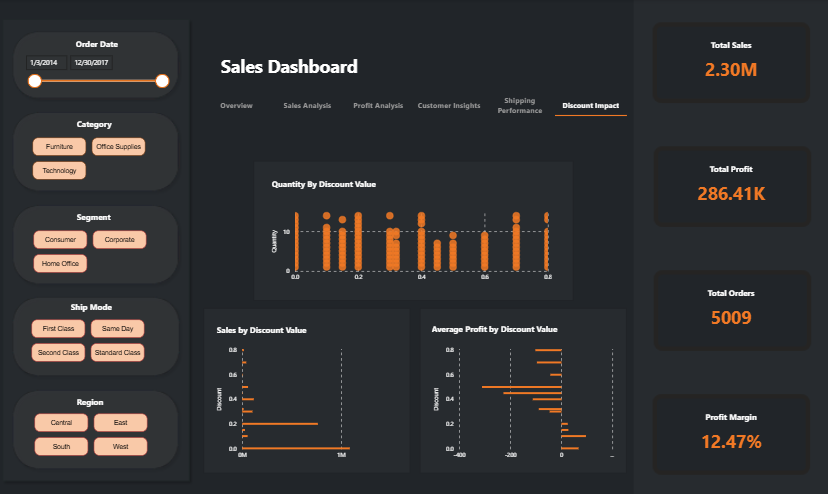 Order Date
1/3/2014 12/30/2017
Category
Furniture Office Supplies
Technology
Segment
Consumer Corporate
Home Office
Ship Mode
First Class Same Day
Second Class Standard Class
Region
Central East
South West
Sales Dashboard
Overview Sales Analysis Profit Analysis Customer Insights Shipping Performance Discount Impact
Quantity By Discount Value
Quantity
10
0
0.0 0.2 0.4 0.6 0.8
Sales by Discount Value
Discount
0.8
0.6
0.4
0.2
0.0
0M 1M
Average Profit by Discount Value
Discount
0.8
0.6
0.4
0.2
0.0
-400 -200 0 ...
Total Sales
2.30M
Total Profit
286.41K
Total Orders
5009
Profit Margin
12.47%